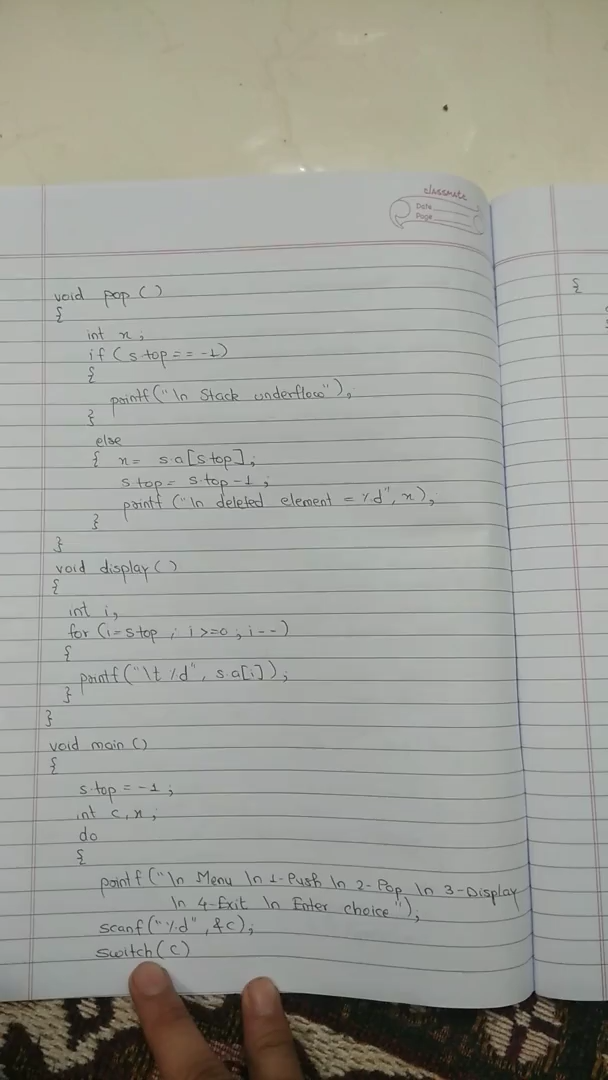 classmate
Date
Page
void pop ()
{
int x;
if (s.top == -1)
{
printf("\n Stack underflow");
}
else
{ x = s.a[s.top];
s.top = s.top-1;
printf ("\n deleted element = %d", x);
}
}
void display ()
{
int i;
for (i=s.top ; i>=0 ; i--)
{
printf("\t %d", s.a[i]);
}
}
void main ()
{
s.top = -1;
int c,x;
do
{
printf ("\n Menu \n 1-Push \n 2-Pop \n 3-Display
\n 4-Exit \n Enter choice");
scanf("%d", &c);
switch(c)
{